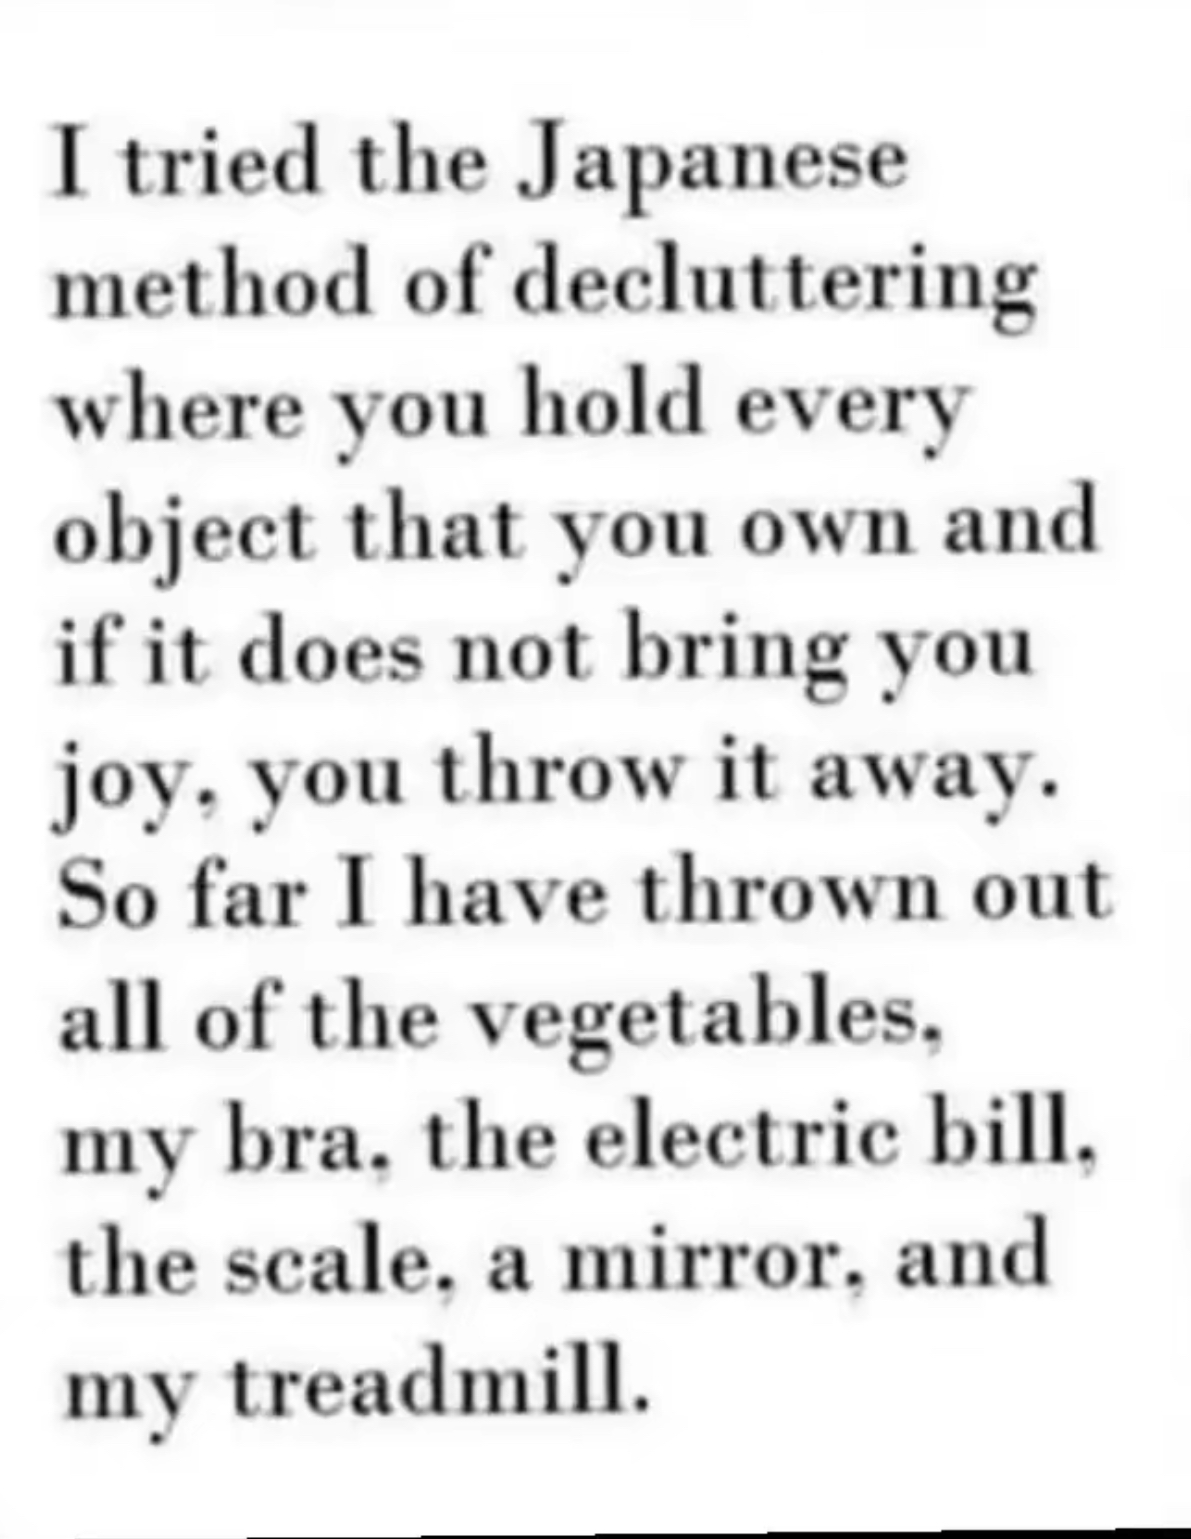 I tried the Japanese
method of decluttering
where you hold every
object that you own and
if it does not bring you
joy, you throw it away.
So far I have thrown out
all of the vegetables,
my bra, the electric bill,
the scale, a mirror, and
my treadmill.